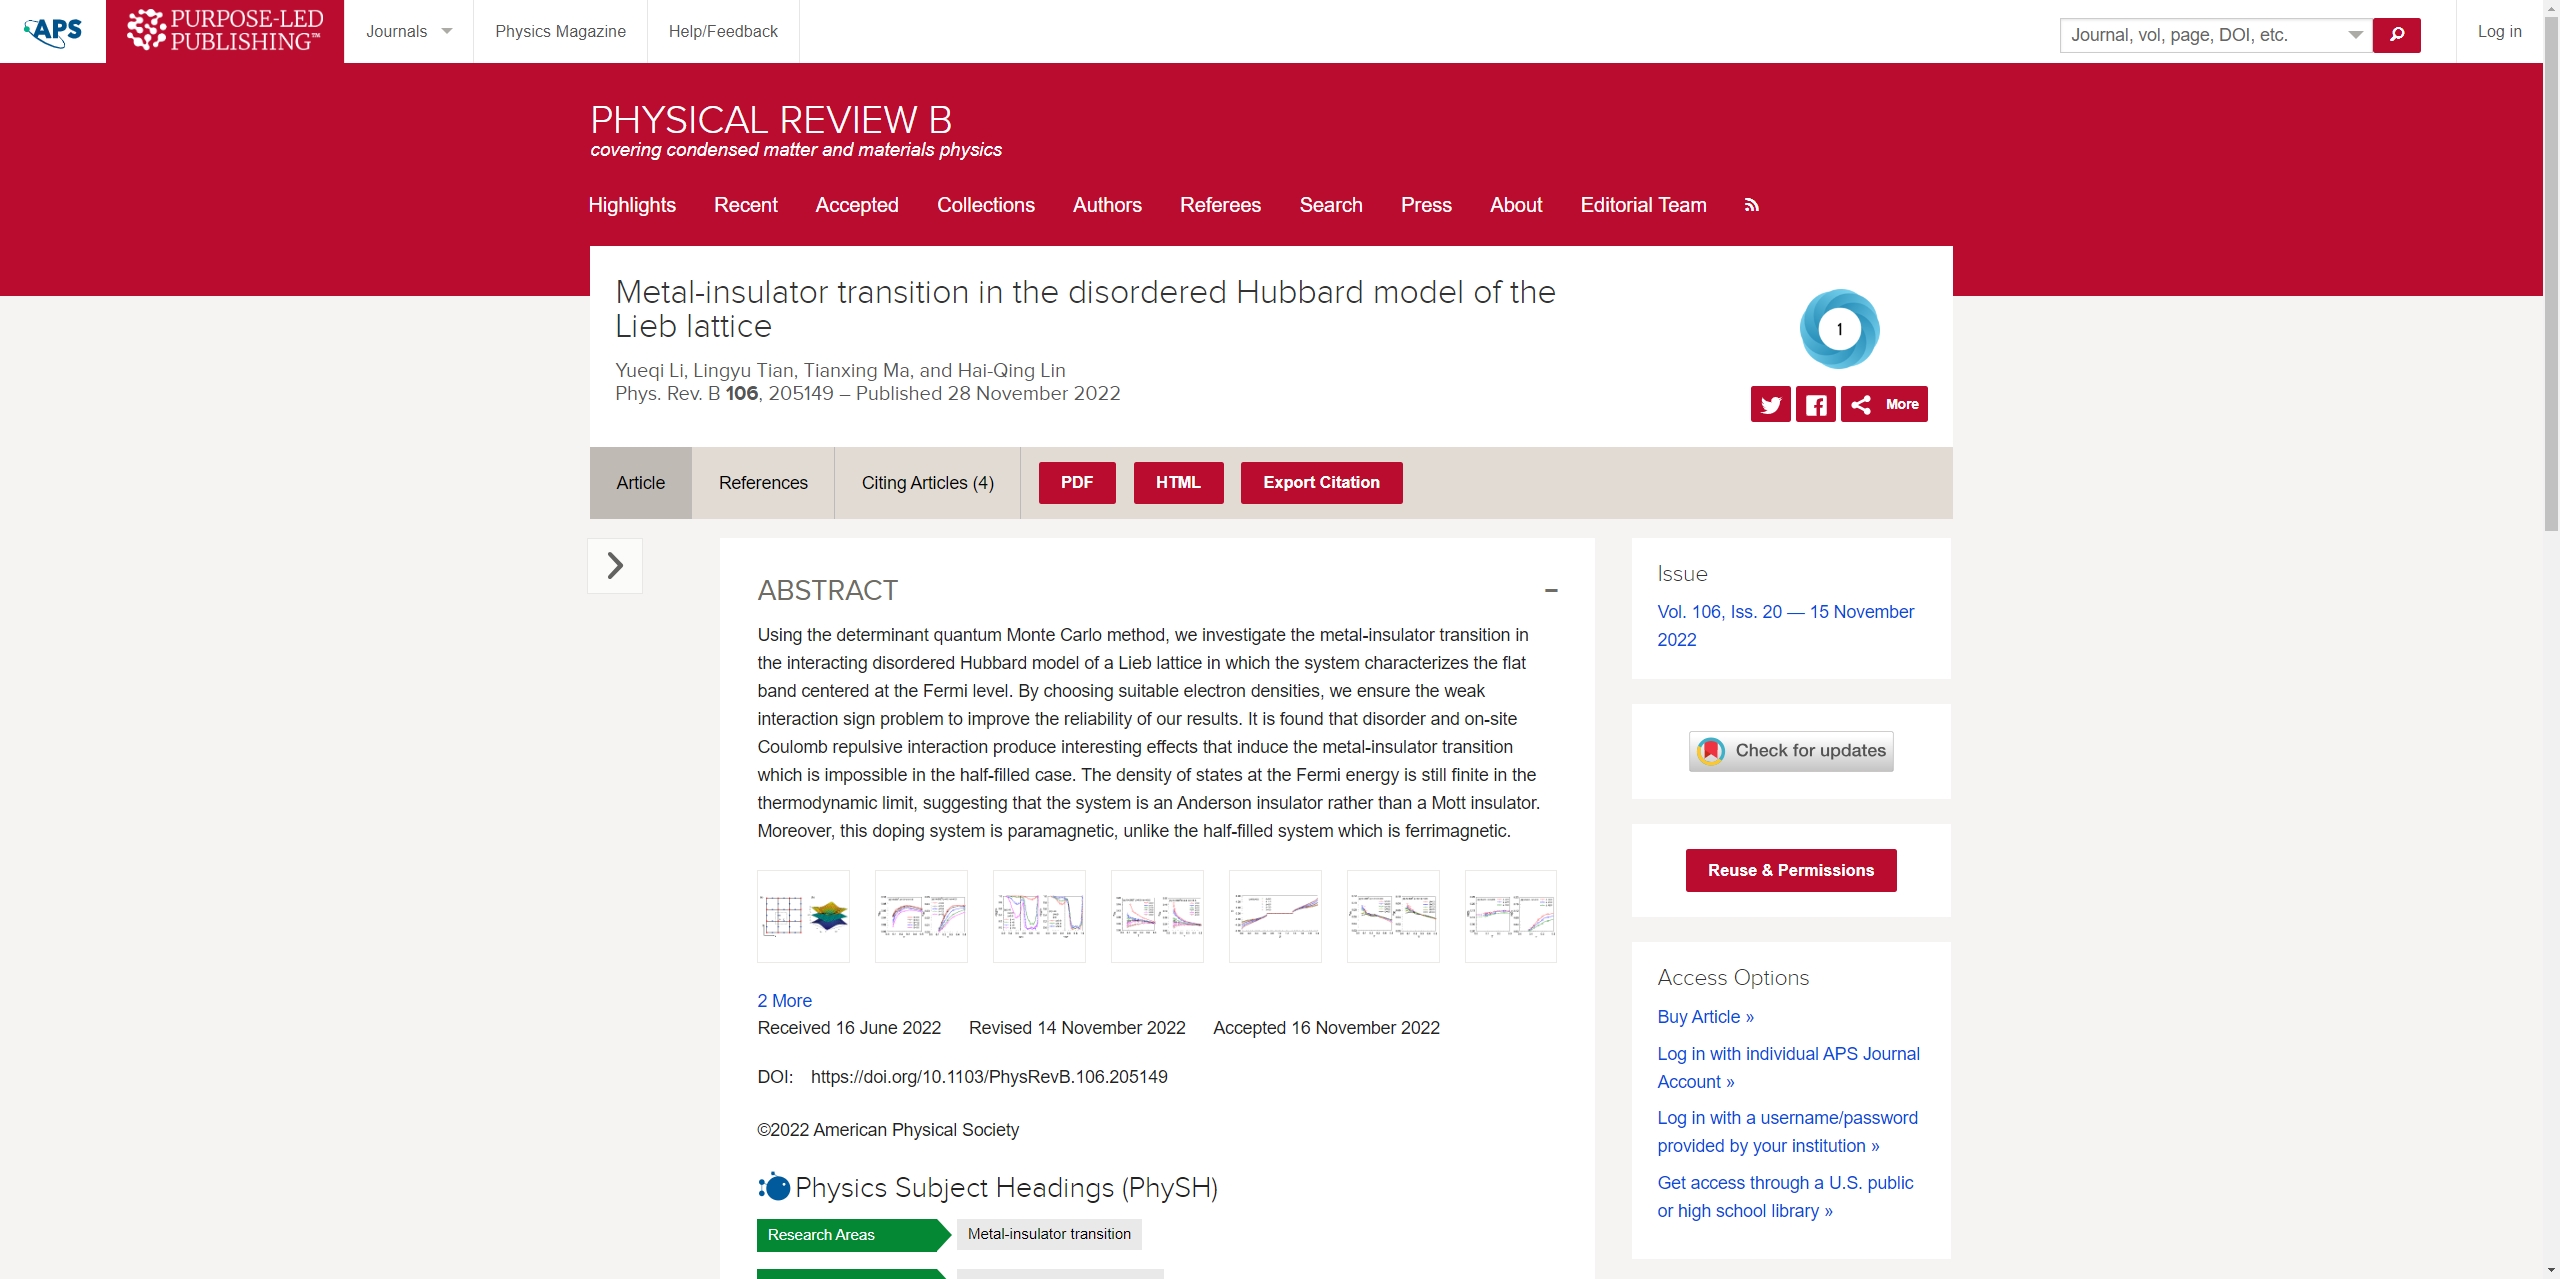 APS
PURPOSE-LED
PUBLISHING™
Journals
Physics Magazine
Help/Feedback
Journal, vol, page, DOI, etc.
Log in
PHYSICAL REVIEW B
covering condensed matter and materials physics
Highlights
Recent
Accepted
Collections
Authors
Referees
Search
Press
About
Editorial Team
Metal-insulator transition in the disordered Hubbard model of the
Lieb lattice
Yueqi Li, Lingyu Tian, Tianxing Ma, and Hai-Qing Lin
Phys. Rev. B 106, 205149 – Published 28 November 2022
1
More
Article
References
Citing Articles (4)
PDF
HTML
Export Citation
ABSTRACT
Using the determinant quantum Monte Carlo method, we investigate the metal-insulator transition in
the interacting disordered Hubbard model of a Lieb lattice in which the system characterizes the flat
band centered at the Fermi level. By choosing suitable electron densities, we ensure the weak
interaction sign problem to improve the reliability of our results. It is found that disorder and on-site
Coulomb repulsive interaction produce interesting effects that induce the metal-insulator transition
which is impossible in the half-filled case. The density of states at the Fermi energy is still finite in the
thermodynamic limit, suggesting that the system is an Anderson insulator rather than a Mott insulator.
Moreover, this doping system is paramagnetic, unlike the half-filled system which is ferrimagnetic.
2 More
Received 16 June 2022
Revised 14 November 2022
Accepted 16 November 2022
DOI: https://doi.org/10.1103/PhysRevB.106.205149
©2022 American Physical Society
Physics Subject Headings (PhySH)
Research Areas
Metal-insulator transition
Issue
Vol. 106, Iss. 20 — 15 November
2022
Check for updates
Reuse & Permissions
Access Options
Buy Article »
Log in with individual APS Journal
Account »
Log in with a username/password
provided by your institution »
Get access through a U.S. public
or high school library »